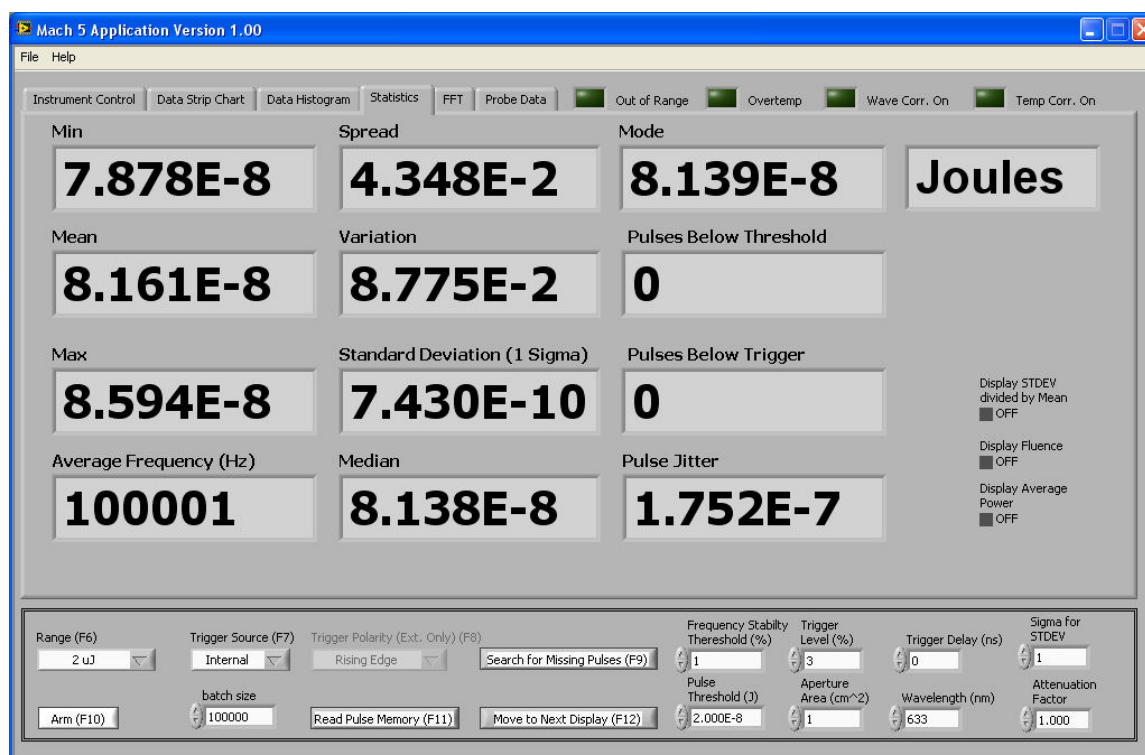 Mach 5 Application Version 1.00
File Help
Instrument Control Data Strip Chart Data Histogram Statistics FFT Probe Data Out of Range Overtemp Wave Corr. On Temp Corr. On
Min Spread Mode
7.878E-8 4.348E-2 8.139E-8 Joules
Mean Variation Pulses Below Threshold
8.161E-8 8.775E-2 0
Max Standard Deviation (1 Sigma) Pulses Below Trigger
8.594E-8 7.430E-10 0
Display STDEV
divided by Mean
OFF
Average Frequency (Hz) Median Pulse Jitter
100001 8.138E-8 1.752E-7
Display Fluence
OFF
Display Average
Power
OFF
Range (F6) Trigger Source (F7) Trigger Polarity (Ext. Only) (F8)
2 uJ Internal Rising Edge Search for Missing Pulses (F9)
Frequency Stabilty
Thereshold (%)
1
Trigger
Level (%)
3
Trigger Delay (ns)
0
Sigma for
STDEV
1
batch size
Arm (F10) 100000 Read Pulse Memory (F11) Move to Next Display (F12)
Pulse
Threshold (J)
2.000E-8
Aperture
Area (cm^2)
1
Wavelength (nm)
633
Attenuation
Factor
1.000